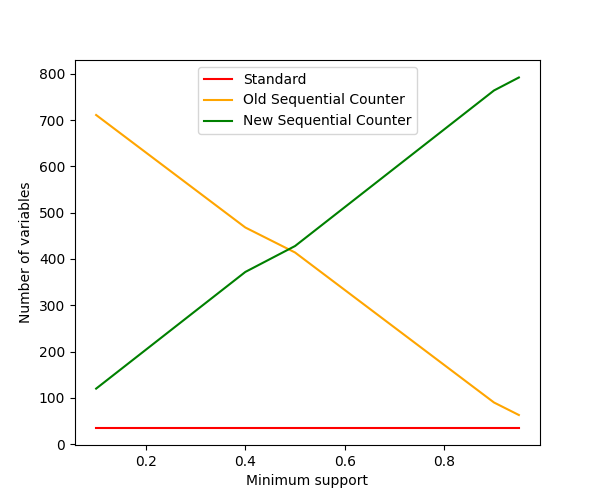 800
700
600
500
400
300
200
100
0
Number of variables
Standard
Old Sequential Counter
New Sequential Counter
0.2 0.4 0.6 0.8
Minimum support